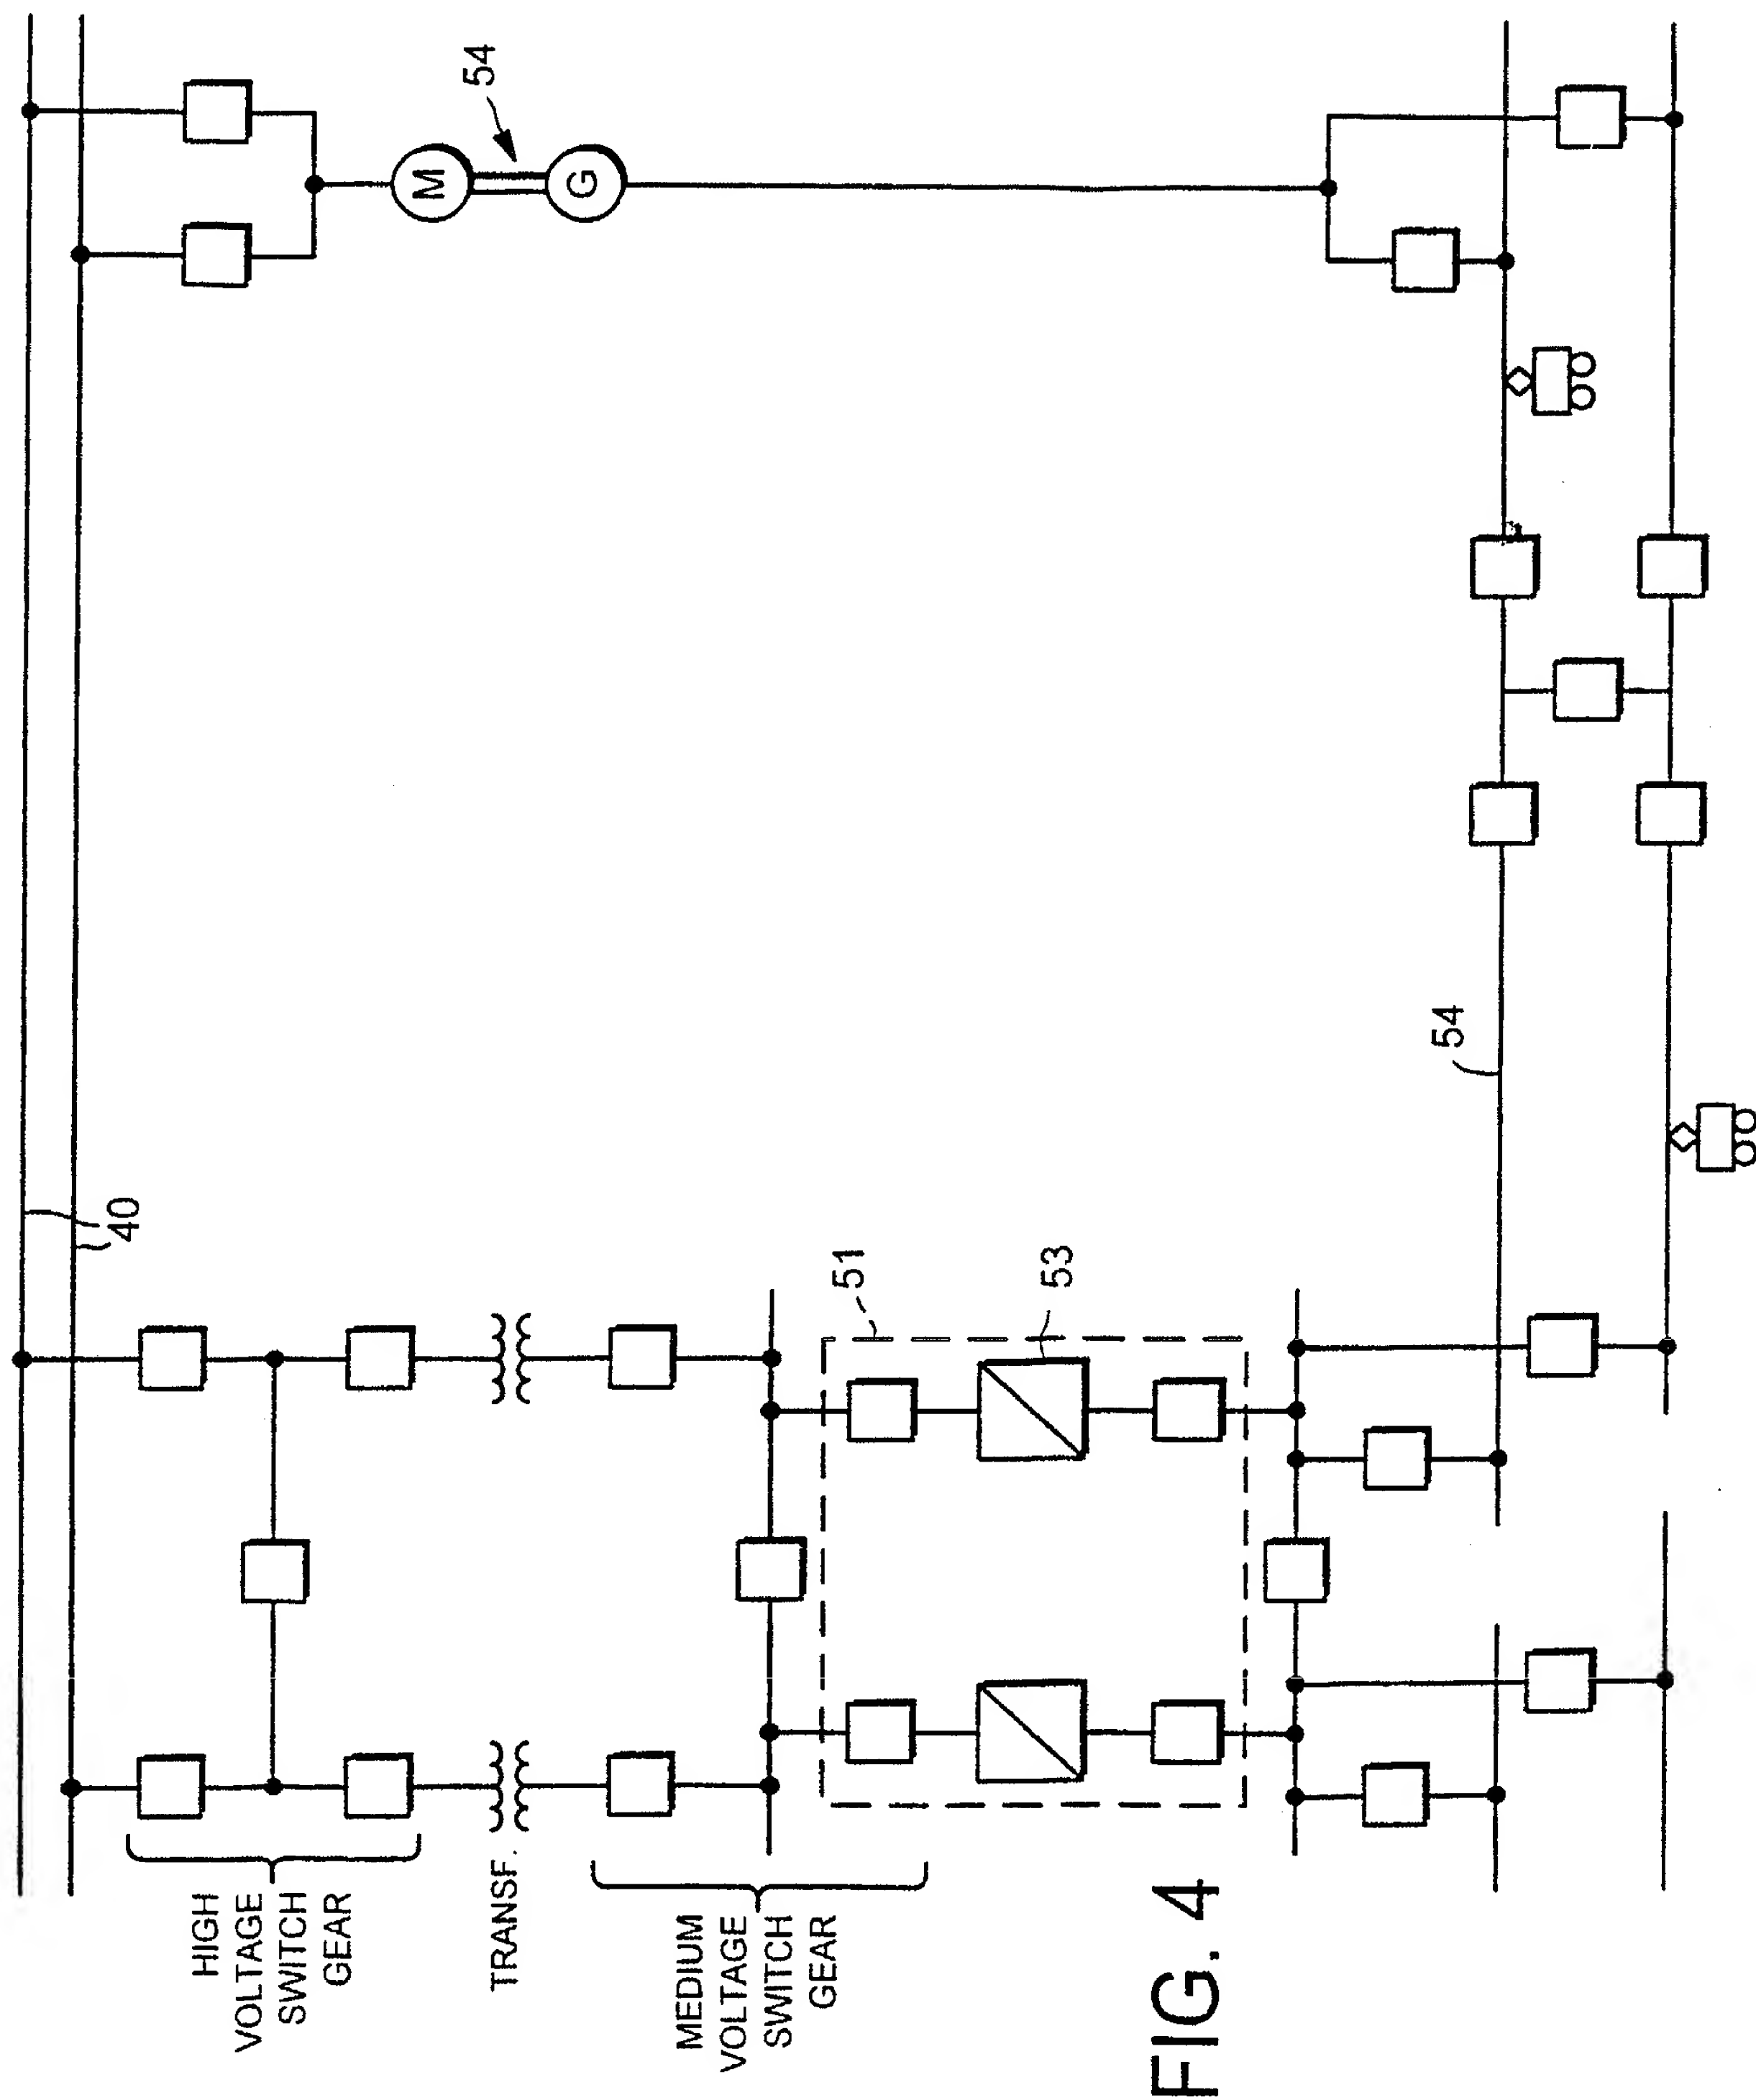 40
54
M
G
HIGH
VOLTAGE
SWITCH
GEAR
TRANSF.
MEDIUM
VOLTAGE
SWITCH
GEAR
51
53
54
FIG. 4